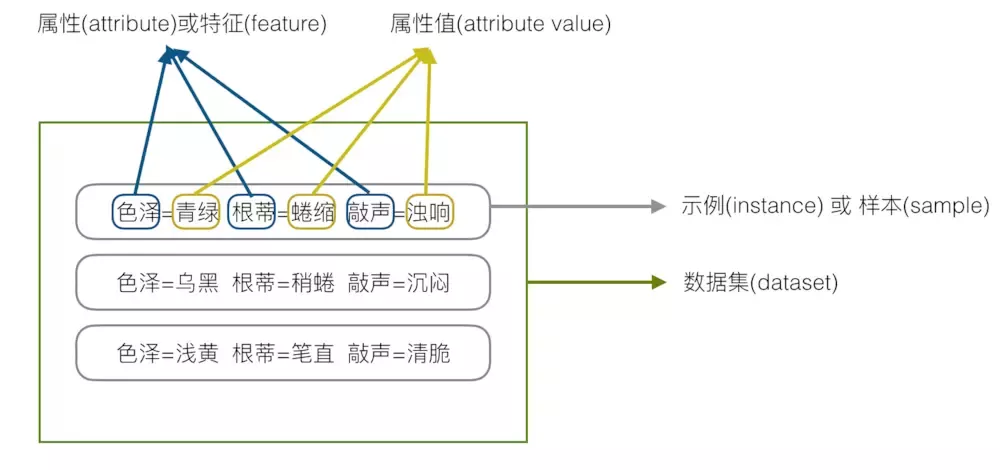 属性(attribute)或特征(feature)
属性值(attribute value)
色泽=青绿 根蒂=蜷缩 敲声=浊响
示例(instance) 或 样本(sample)
色泽=乌黑 根蒂=稍蜷 敲声=沉闷
数据集(dataset)
色泽=浅黄 根蒂=笔直 敲声=清脆